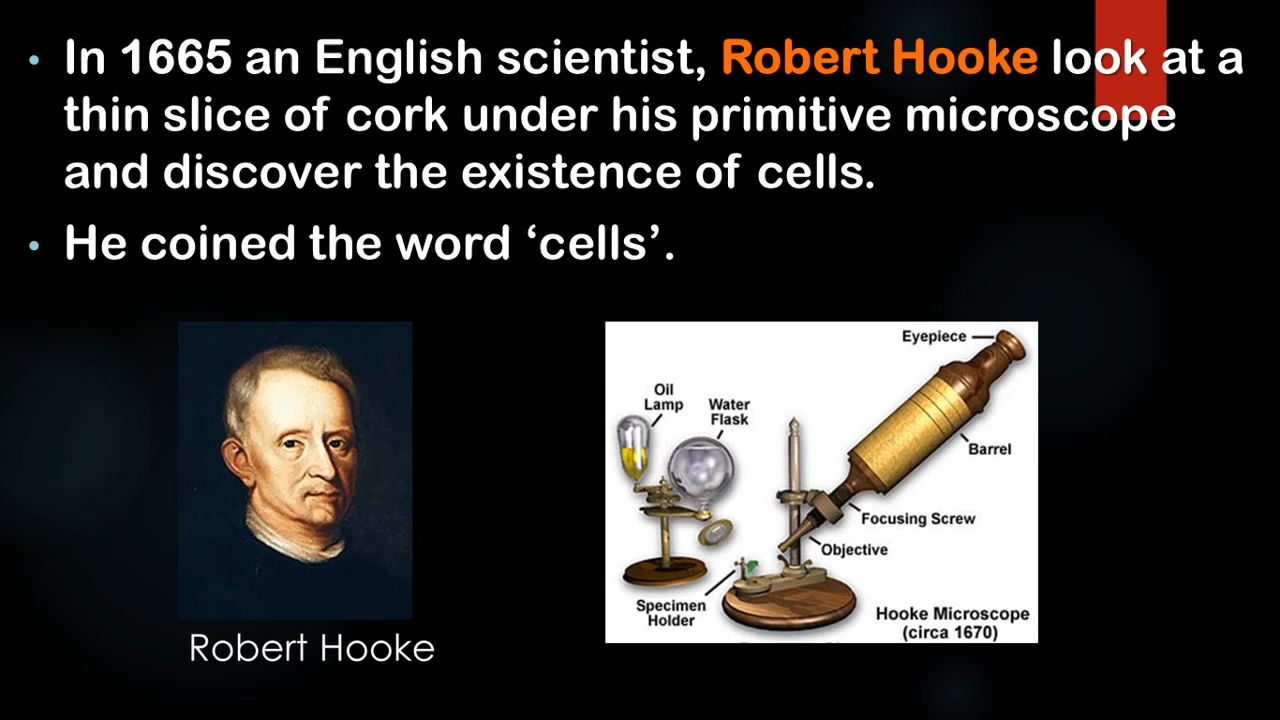 • In 1665 an English scientist, Robert Hooke look at a
thin slice of cork under his primitive microscope
and discover the existence of cells.
• He coined the word ‘cells’.
Eyepiece
Oil
Lamp
Water
Flask
Barrel
Focusing Screw
Objective
Specimen
Holder
Hooke Microscope
(circa 1670)
Robert Hooke